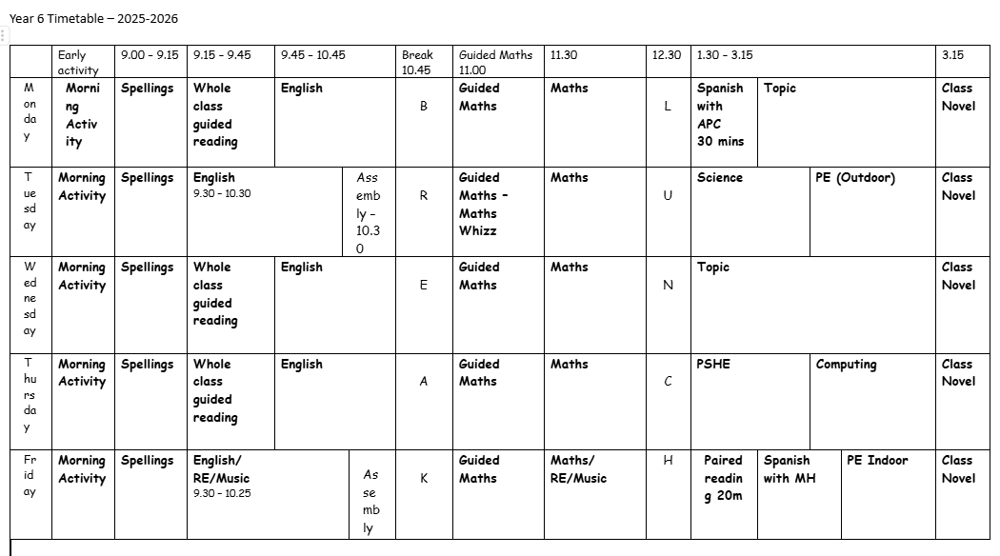 Year 6 Timetable – 2025-2026
Early activity 9.00 – 9.15 9.15 – 9.45 9.45 – 10.45 Break 10.45 Guided Maths 11.00 11.30 12.30 1.30 – 3.15 3.15
Monday Morning Activity Spellings Whole class guided reading English B Guided Maths Maths L Spanish with APC 30 mins Topic Class Novel
Tuesday Morning Activity Spellings English 9.30 – 10.30 Assembly – 10.30 R Guided Maths – Maths Whizz Maths U Science PE (Outdoor) Class Novel
Wednesday Morning Activity Spellings Whole class guided reading English E Guided Maths Maths N Topic Class Novel
Thursday Morning Activity Spellings Whole class guided reading English A Guided Maths Maths C PSHE Computing Class Novel
Friday Morning Activity Spellings English/ RE/Music 9.30 – 10.25 Assembly K Guided Maths Maths/ RE/Music H Paired reading 20m Spanish with MH PE Indoor Class Novel